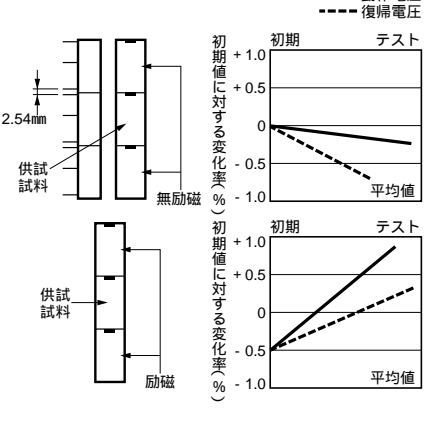 復帰電圧
初期 テスト
初期値に対する変化率(%)
+ 1.0
+ 0.5
0
- 0.5
- 1.0
平均値
2.54㎜
供試
試料
無励磁
初期 テスト
初期値に対する変化率(%)
+ 1.0
+ 0.5
0
- 0.5
- 1.0
平均値
供試
試料
励磁